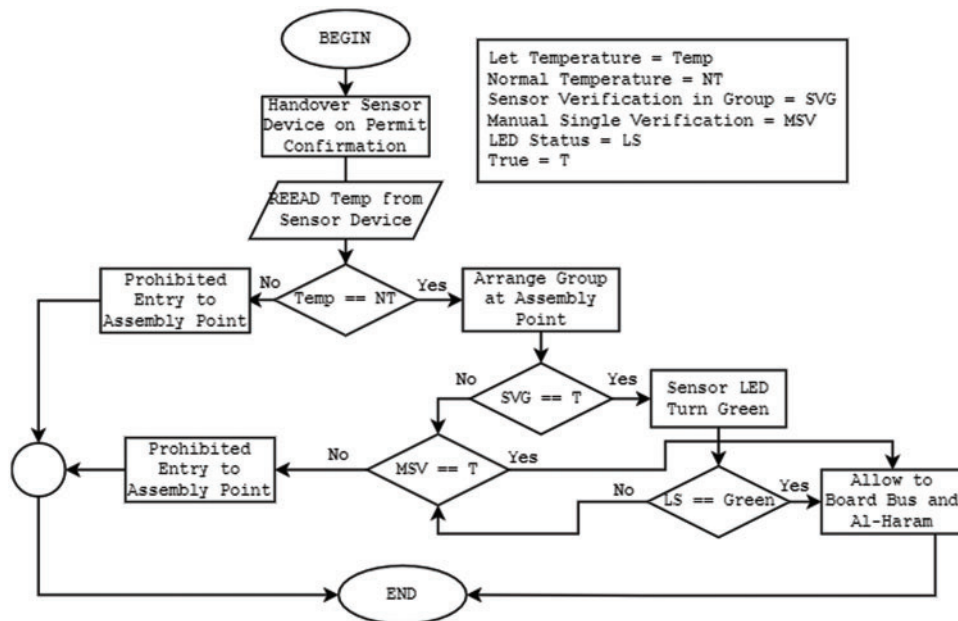 BEGIN
Let Temperature = Temp
Normal Temperature = NT
Sensor Verification in Group = SVG
Manual Single Verification = MSV
LED Status = LS
True = T
Handover Sensor
Device on Permit
Confirmation
REEAD Temp from
Sensor Device
Prohibited
Entry to
Assembly Point
No
Temp == NT
Yes
Arrange Group
at Assembly
Point
No
SVG == T
Yes
Sensor LED
Turn Green
Prohibited
Entry to
Assembly Point
No
MSV == T
Yes
No
LS == Green
Yes
Allow to
Board Bus and
Al-Haram
END